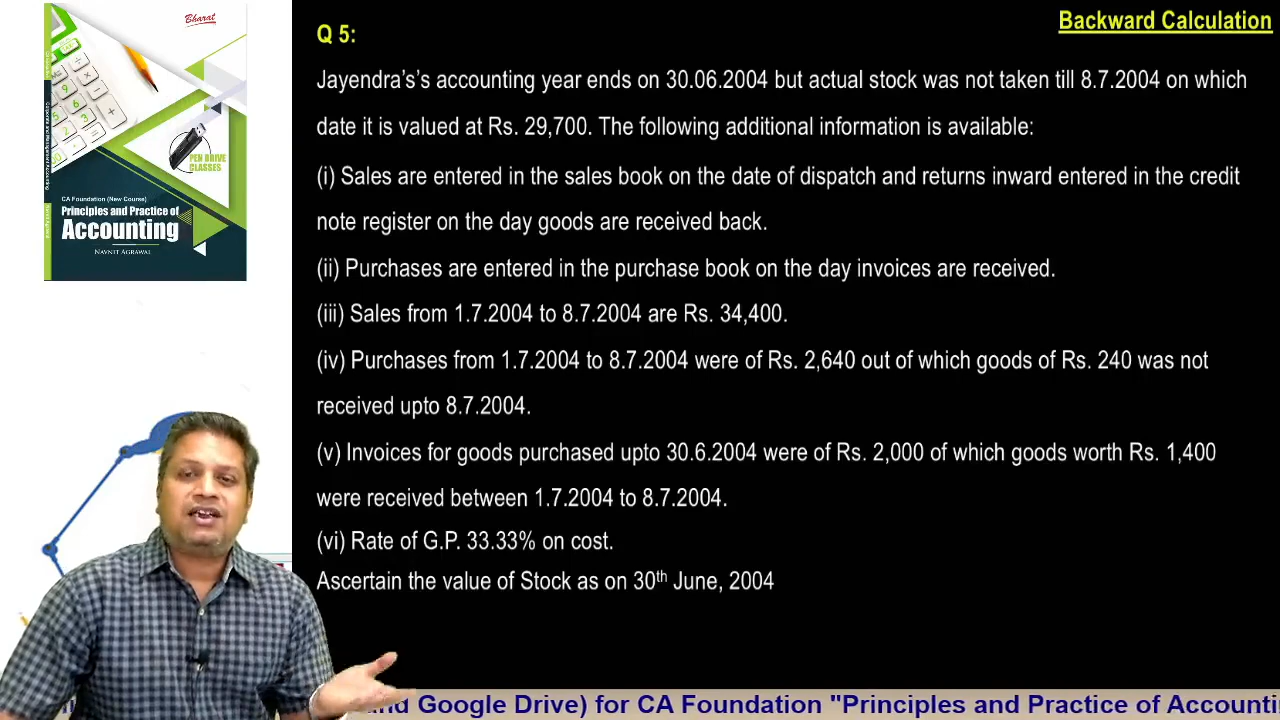 Backward Calculation
Bharat
PEN DRIVE
CLASSES
CA Foundation (New Course)
Principles and Practice of
Accounting
NAVNIT AGRAWAL
Q 5:
Jayendra's's accounting year ends on 30.06.2004 but actual stock was not taken till 8.7.2004 on which
date it is valued at Rs. 29,700. The following additional information is available:
(i) Sales are entered in the sales book on the date of dispatch and returns inward entered in the credit
note register on the day goods are received back.
(ii) Purchases are entered in the purchase book on the day invoices are received.
(iii) Sales from 1.7.2004 to 8.7.2004 are Rs. 34,400.
(iv) Purchases from 1.7.2004 to 8.7.2004 were of Rs. 2,640 out of which goods of Rs. 240 was not
received upto 8.7.2004.
(v) Invoices for goods purchased upto 30.6.2004 were of Rs. 2,000 of which goods worth Rs. 1,400
were received between 1.7.2004 to 8.7.2004.
(vi) Rate of G.P. 33.33% on cost.
Ascertain the value of Stock as on 30th June, 2004
and Google Drive) for CA Foundation "Principles and Practice of Accounti